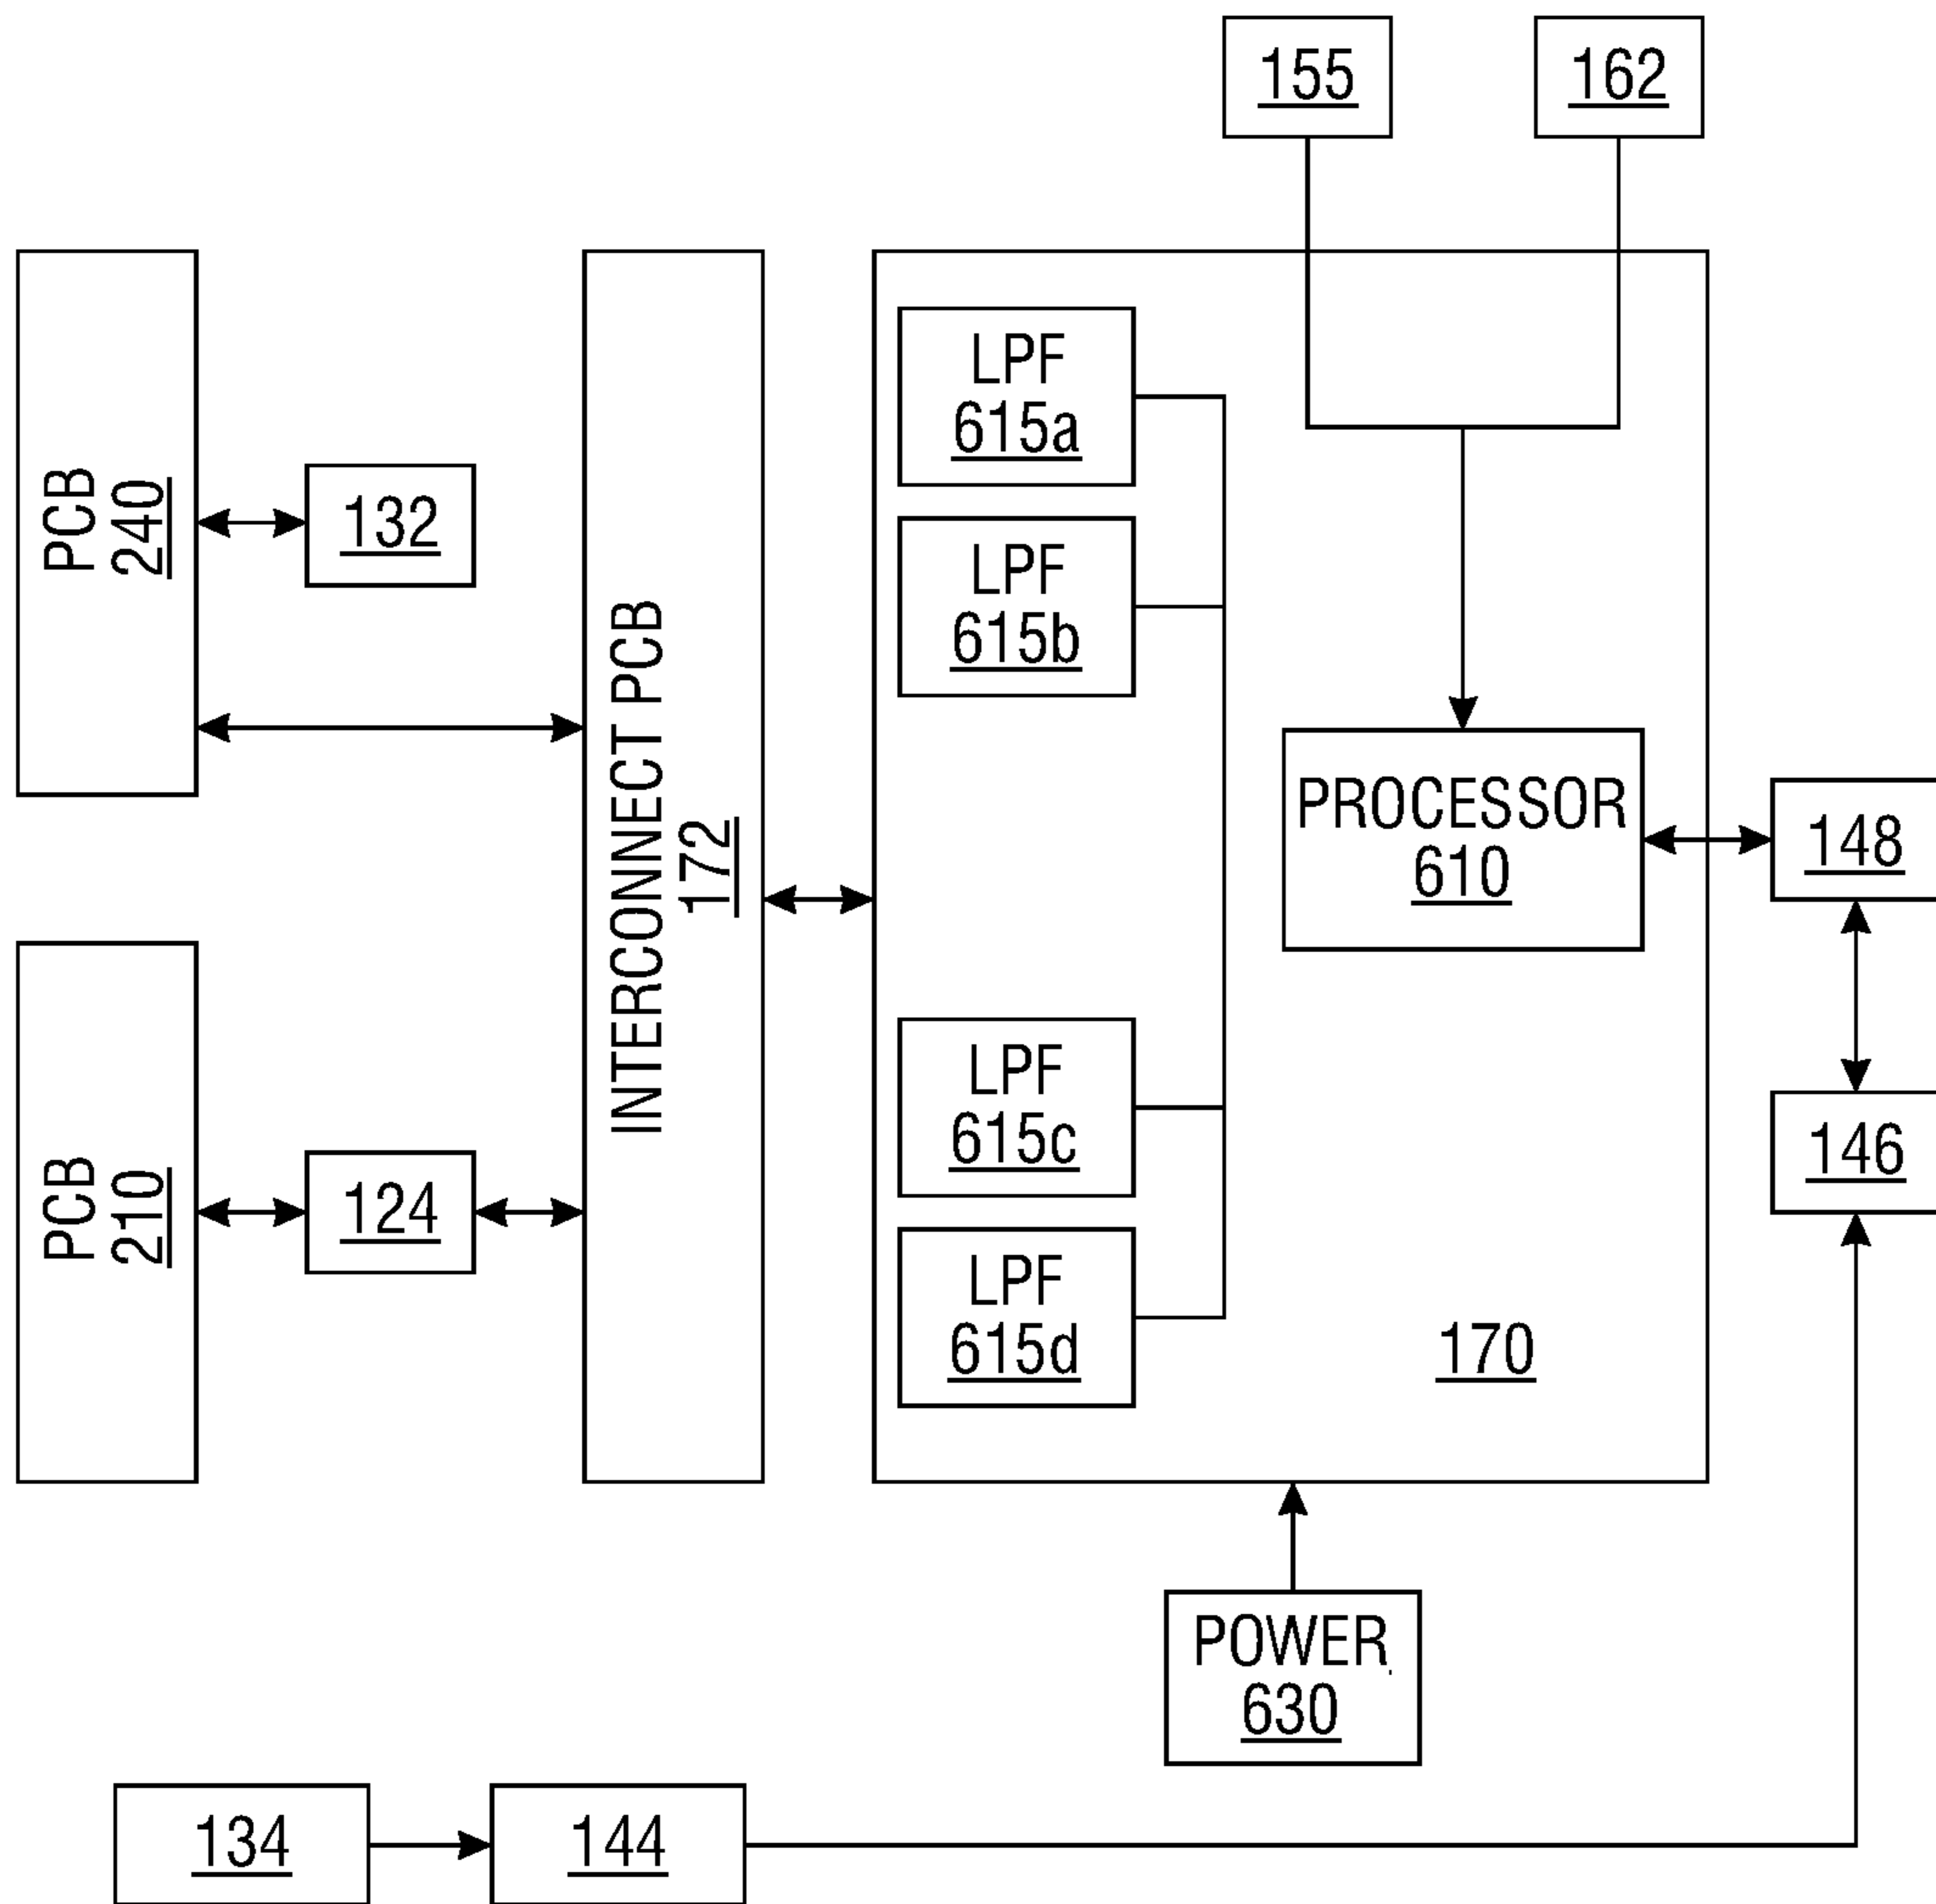 155
162
PCB
240
132
INTERCONNECT PCB
172
LPF
615a
LPF
615b
PROCESSOR
610
148
PCB
210
124
LPF
615c
146
LPF
615d
170
POWER
630
134
144